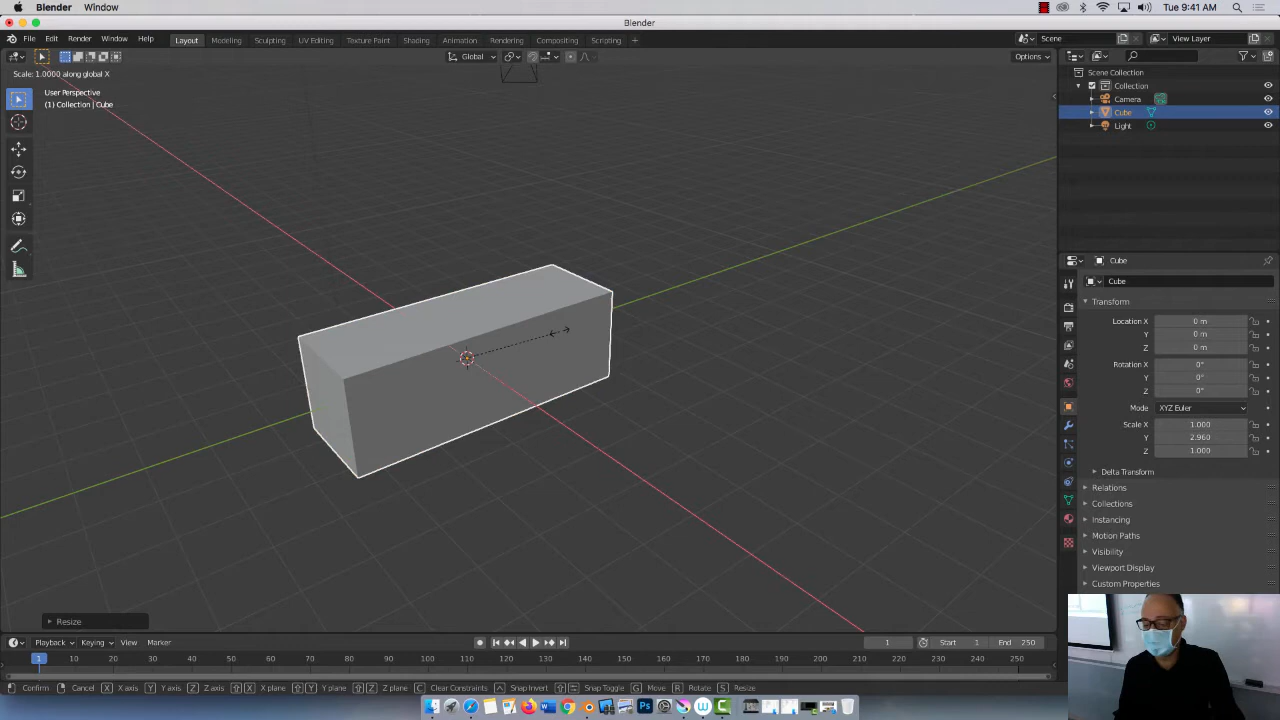 Blender Window Tue 9:41 AM
Blender
File Edit Render Window Help Layout Modeling Sculpting UV Editing Texture Paint Shading Animation Rendering Compositing Scripting + Scene View Layer
Global Options
Scale: 1.0000 along global X
User Perspective
(1) Collection | Cube
Scene Collection
Collection
Camera
Cube
Light
Cube
Cube
Transform
Location X 0 m
Y 0 m
Z 0 m
Rotation X 0°
Y 0°
Z 0°
Mode XYZ Euler
Scale X 1.000
Y 2.960
Z 1.000
Delta Transform
Relations
Collections
Instancing
Motion Paths
Visibility
Viewport Display
Custom Properties
Resize
Playback Keying View Marker 1 Start 1 End 250
1 10 20 30 40 50 60 70 80 90 100 110 120 130 140 150 160 170 180 190 200 210 220 230 240 250
Confirm Cancel X X axis Y Y axis Z Z axis X X plane Y Y plane Z Z plane C Clear Constraints Snap Invert Snap Toggle G Move R Rotate S Resize